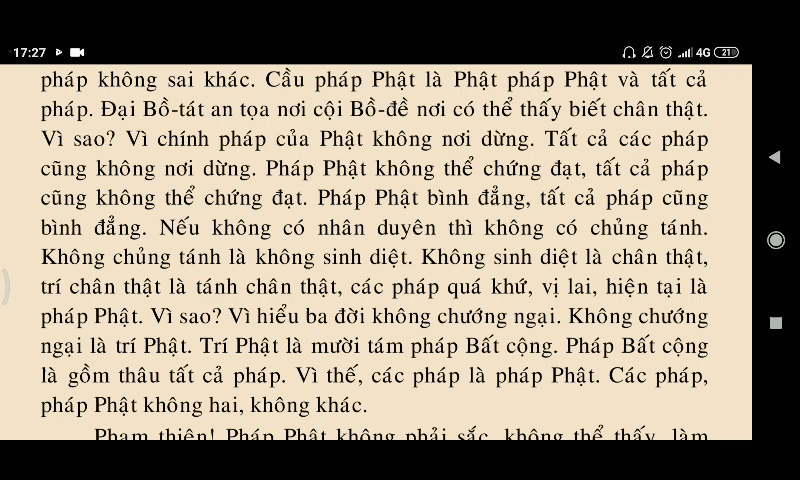 17:27
4G
21
pháp không sai khác. Cầu pháp Phật là Phật pháp Phật và tất cả
pháp. Đại Bồ-tát an tọa nơi cội Bồ-đề nơi có thể thấy biết chân thật.
Vì sao? Vì chính pháp của Phật không nơi dừng. Tất cả các pháp
cũng không nơi dừng. Pháp Phật không thể chứng đạt, tất cả pháp
cũng không thể chứng đạt. Pháp Phật bình đẳng, tất cả pháp cũng
bình đẳng. Nếu không có nhân duyên thì không có chủng tánh.
Không chủng tánh là không sinh diệt. Không sinh diệt là chân thật,
trí chân thật là tánh chân thật, các pháp quá khứ, vị lai, hiện tại là
pháp Phật. Vì sao? Vì hiểu ba đời không chướng ngại. Không chướng
ngại là trí Phật. Trí Phật là mười tám pháp Bất cộng. Pháp Bất cộng
là gồm thâu tất cả pháp. Vì thế, các pháp là pháp Phật. Các pháp,
pháp Phật không hai, không khác.
Phạm thiên! Pháp Phật không phải sắc, không thể thấy, làm